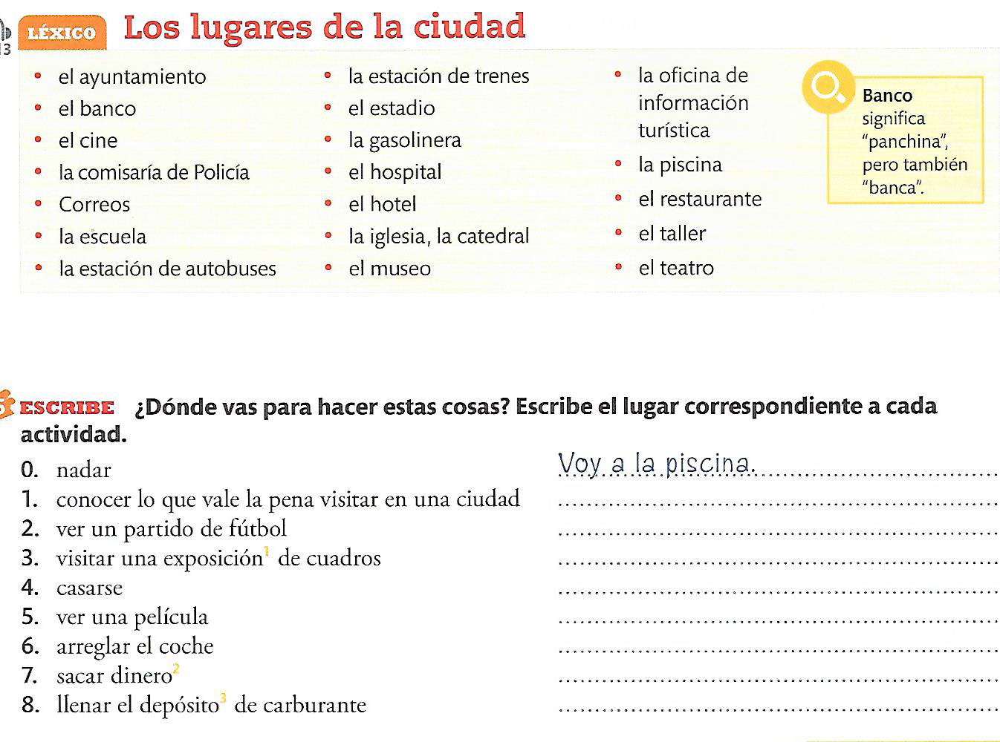 13
LÉXICO Los lugares de la ciudad
• el ayuntamiento
• el banco
• el cine
• la comisaría de Policía
• Correos
• la escuela
• la estación de autobuses
• la estación de trenes
• el estadio
• la gasolinera
• el hospital
• el hotel
• la iglesia, la catedral
• el museo
• la oficina de
información
turística
• la piscina
• el restaurante
• el taller
• el teatro
Banco
significa
“panchina”,
pero también
“banca”.
ESCRIBE ¿Dónde vas para hacer estas cosas? Escribe el lugar correspondiente a cada
actividad.
0. nadar Voy a la piscina.
1. conocer lo que vale la pena visitar en una ciudad
2. ver un partido de fútbol
3. visitar una exposición1 de cuadros
4. casarse
5. ver una película
6. arreglar el coche
7. sacar dinero2
8. llenar el depósito3 de carburante